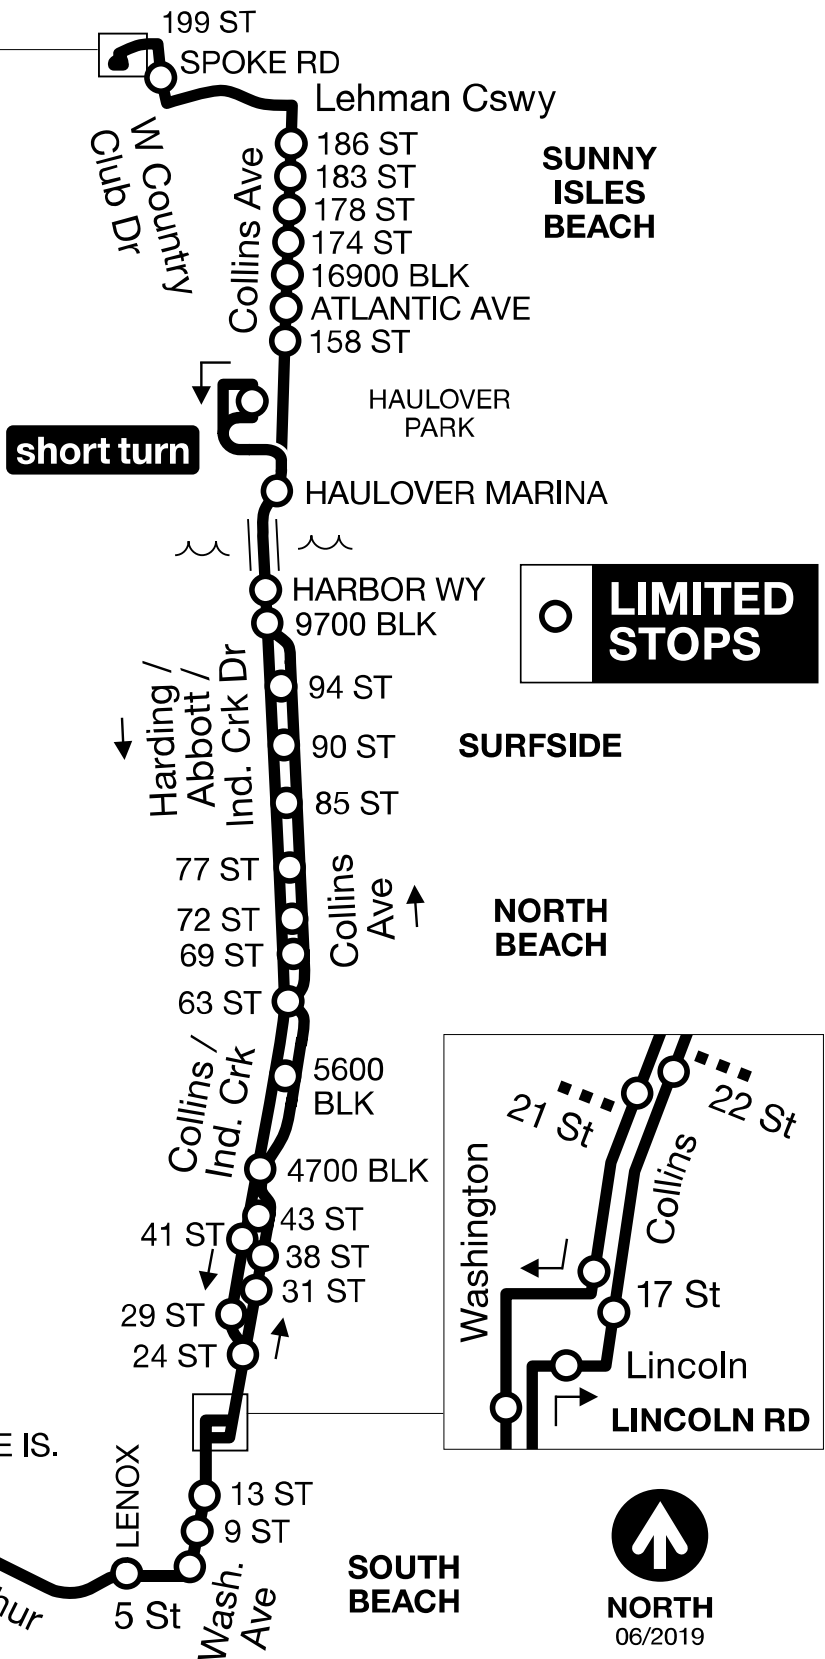 199 ST
SPOKE RD
Lehman Cswy
W Country
Club Dr
Collins Ave
186 ST
183 ST
178 ST
174 ST
16900 BLK
ATLANTIC AVE
158 ST
SUNNY
ISLES
BEACH
HAULOVER
PARK
short turn
HAULOVER MARINA
HARBOR WY
9700 BLK
LIMITED
STOPS
Harding /
Abbott /
Ind. Crk Dr
94 ST
90 ST
85 ST
SURFSIDE
77 ST
72 ST
69 ST
63 ST
Collins
Ave
NORTH
BEACH
Collins /
Ind. Crk
5600
BLK
4700 BLK
43 ST
41 ST
38 ST
31 ST
29 ST
24 ST
21 St
22 St
Washington
Collins
17 St
Lincoln
LINCOLN RD
E IS.
LENOX
13 ST
9 ST
5 St
Wash.
Ave
SOUTH
BEACH
NORTH
06/2019